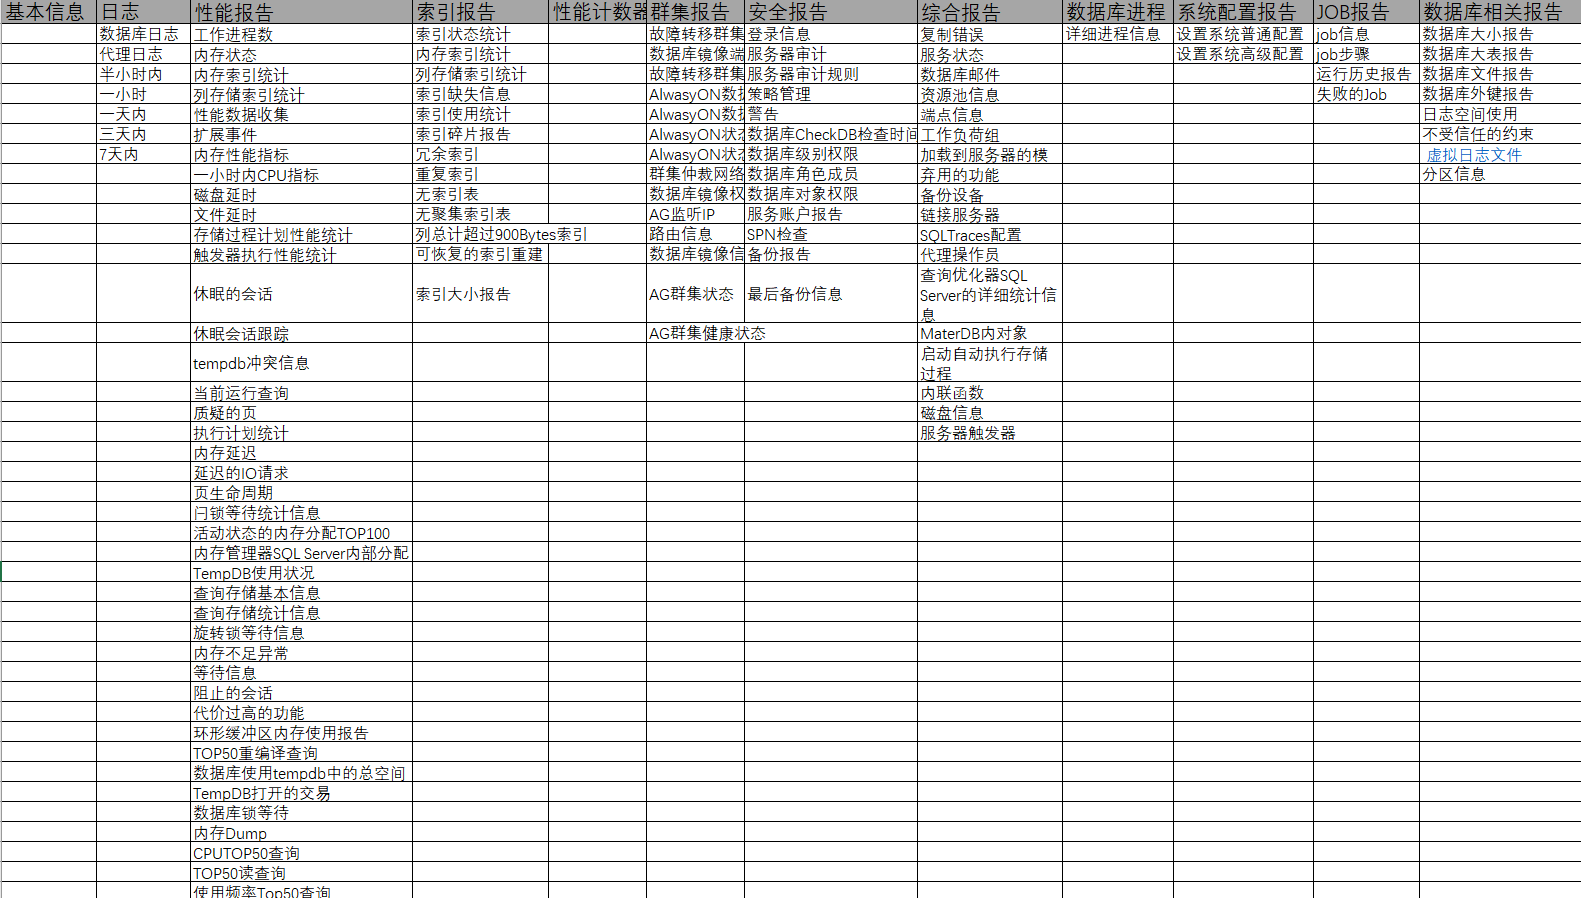 基本信息 日志 性能报告 索引报告 性能计数器 群集报告 安全报告 综合报告 数据库进程 系统配置报告 JOB报告 数据库相关报告
数据库日志 工作进程数 索引状态统计 故障转移群集 登录信息 复制错误 详细进程信息 设置系统普通配置 job信息 数据库大小报告
代理日志 内存状态 内存索引统计 数据库镜像端 服务器审计 服务状态 设置系统高级配置 job步骤 数据库大表报告
半小时内 内存索引统计 列存储索引统计 故障转移群集 服务器审计规则 数据库邮件 运行历史报告 数据库文件报告
一小时 列存储索引统计 索引缺失信息 AlwasyON数据 策略管理 资源池信息 失败的Job 数据库外键报告
一天内 性能数据收集 索引使用统计 AlwasyON数据 警告 端点信息 日志空间使用
三天内 扩展事件 索引碎片报告 AlwasyON状态 数据库CheckDB检查时间 工作负荷组 不受信任的约束
7天内 内存性能指标 冗余索引 AlwasyON状态 数据库级别权限 加载到服务器的模 虚拟日志文件
一小时内CPU指标 重复索引 群集仲裁网络 数据库角色成员 弃用的功能 分区信息
磁盘延时 无索引表 数据库镜像权 数据库对象权限 备份设备
文件延时 无聚集索引表 AG监听IP 服务账户报告 链接服务器
存储过程计划性能统计 列总计超过900Bytes索引 路由信息 SPN检查 SQLTraces配置
触发器执行性能统计 可恢复的索引重建 数据库镜像信 备份报告 代理操作员
休眠的会话 索引大小报告 AG群集状态 最后备份信息 查询优化器SQL
Server的详细统计信
息
休眠会话跟踪 AG群集健康状态 MaterDB内对象
tempdb冲突信息 启动自动执行存储
过程
当前运行查询 内联函数
质疑的页 磁盘信息
执行计划统计 服务器触发器
内存延迟
延迟的IO请求
页生命周期
闩锁等待统计信息
活动状态的内存分配TOP100
内存管理器SQL Server内部分配
TempDB使用状况
查询存储基本信息
查询存储统计信息
旋转锁等待信息
内存不足异常
等待信息
阻止的会话
代价过高的功能
环形缓冲区内存使用报告
TOP50重编译查询
数据库使用tempdb中的总空间
TempDB打开的交易
数据库锁等待
内存Dump
CPUTOP50查询
TOP50读查询
使用频率Top50查询